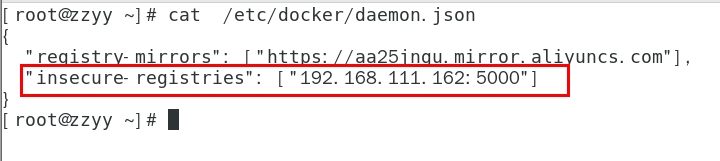 [root@zzyy ~]# cat  /etc/docker/daemon.json
{
  "registry-mirrors": ["https://aa25jngu.mirror.aliyuncs.com"],
  "insecure-registries": ["192.168.111.162:5000"]
}
[root@zzyy ~]#